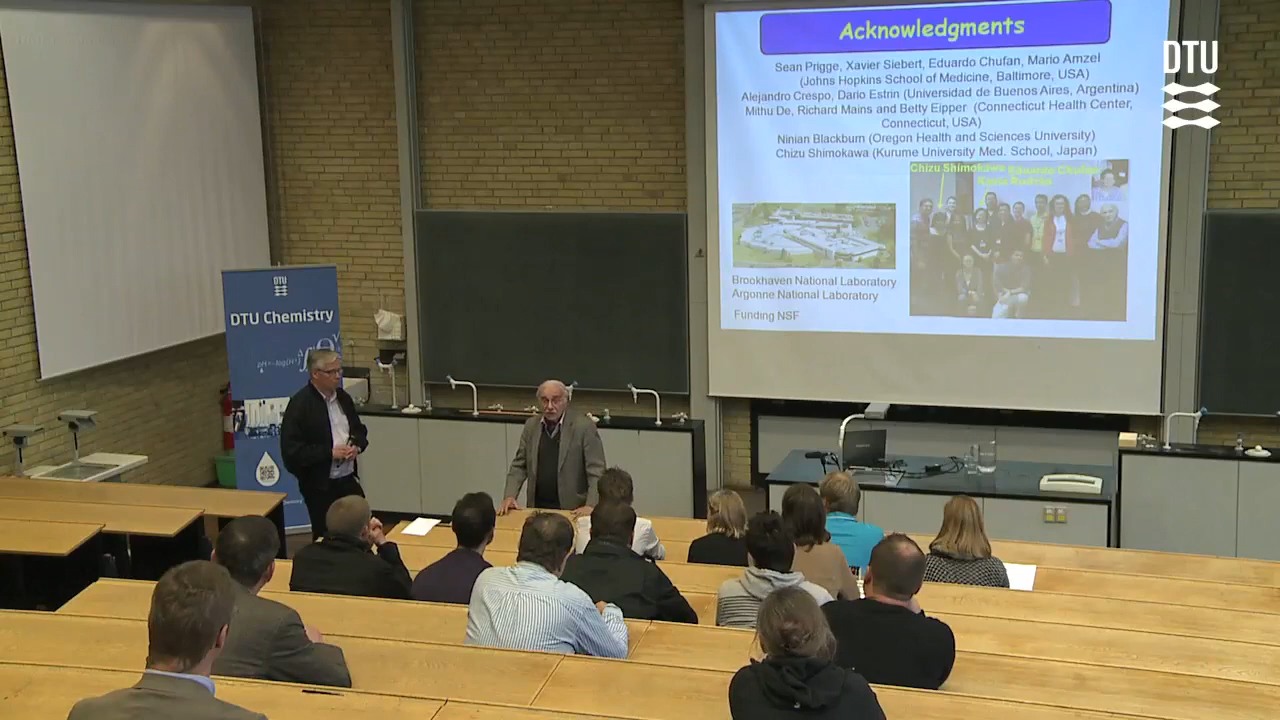 Acknowledgments
Sean Prigge, Xavier Siebert, Eduardo Chufan, Mario Amzel
(Johns Hopkins School of Medicine, Baltimore, USA)
Alejandro Crespo, Dario Estrin (Universidad de Buenos Aires, Argentina)
Mithu De, Richard Mains and Betty Eipper (Connecticut Health Center,
Connecticut, USA)
Ninian Blackburn (Oregon Health and Sciences University)
Chizu Shimokawa (Kurume University Med. School, Japan)
Chizu Shimokawa Eduardo Chufan
Brookhaven National Laboratory
Argonne National Laboratory
Funding NSF
DTU
DTU
DTU Chemistry